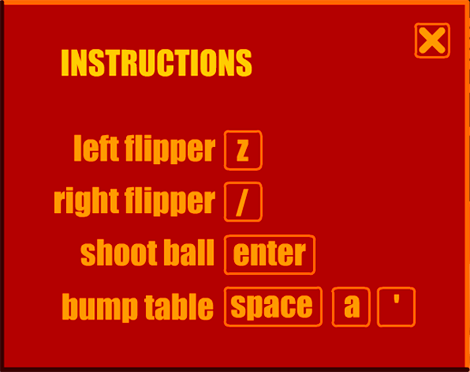 INSTRUCTIONS
left flipper z
right flipper /
shoot ball enter
bump table space a '